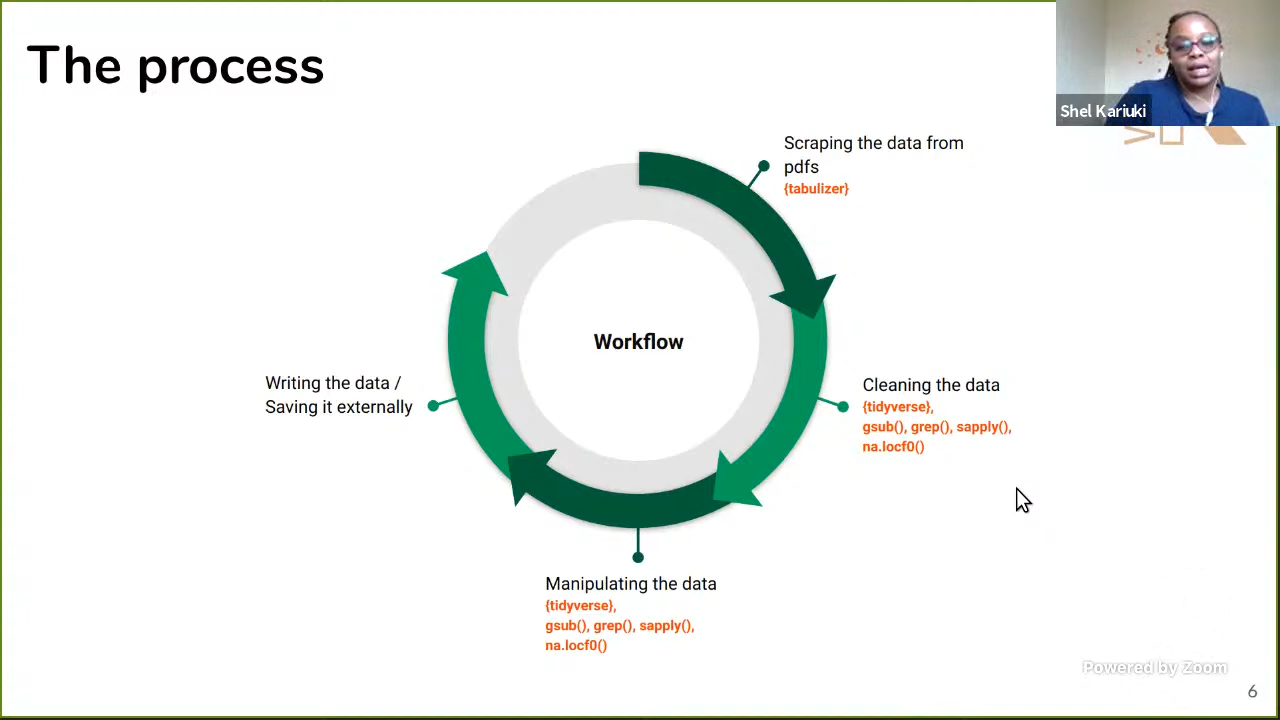 The process
Shel Kariuki
Scraping the data from
pdfs
{tabulizer}
Workflow
Writing the data /
Saving it externally
Cleaning the data
{tidyverse},
gsub(), grep(), sapply(),
na.locf0()
Manipulating the data
{tidyverse},
gsub(), grep(), sapply(),
na.locf0()
Powered by Zoom
6